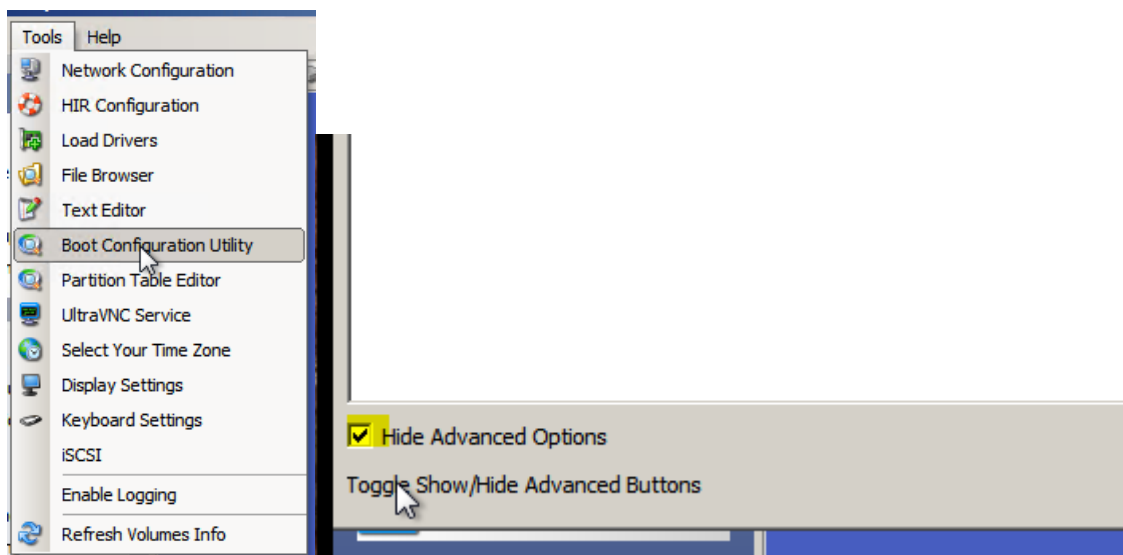 Tools Help
Network Configuration
HIR Configuration
Load Drivers
File Browser
Text Editor
Boot Configuration Utility
Partition Table Editor
UltraVNC Service
Select Your Time Zone
Display Settings
Keyboard Settings
iSCSI
Enable Logging
Refresh Volumes Info
Hide Advanced Options
Toggle Show/Hide Advanced Buttons